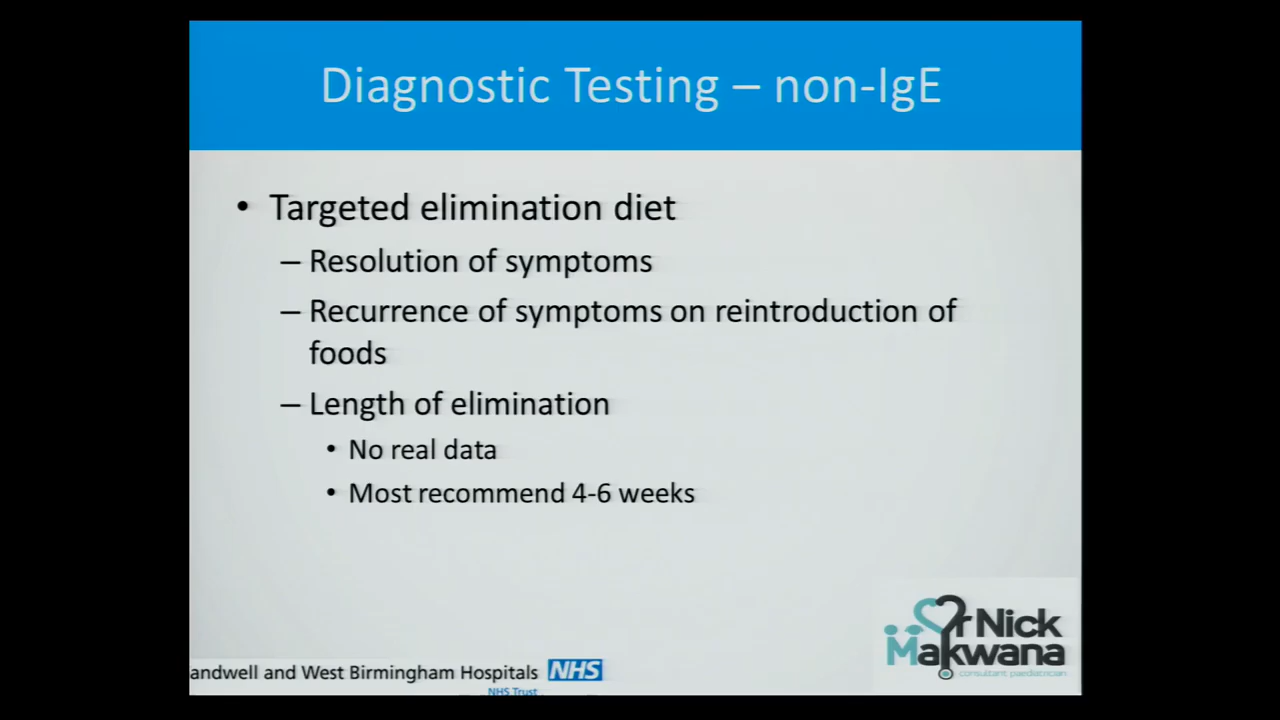 Diagnostic Testing – non-IgE
• Targeted elimination diet
– Resolution of symptoms
– Recurrence of symptoms on reintroduction of
foods
– Length of elimination
• No real data
• Most recommend 4-6 weeks
andwell and West Birmingham Hospitals NHS
NHS Trust
Dr Nick
Makwana
consultant paediatrician